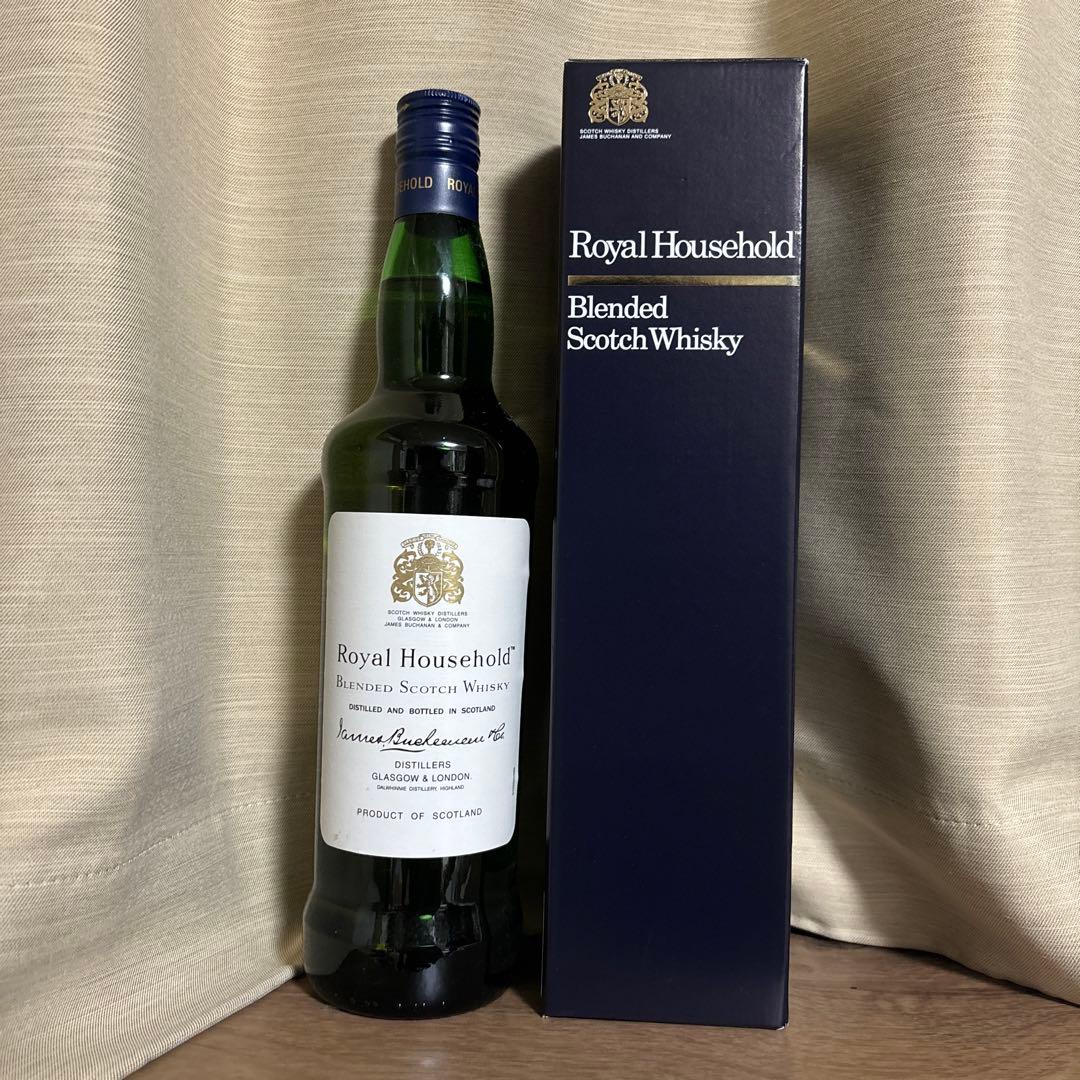 EHOLD ROYA
SCOTCH WHISKY DISTILLERS
GLASGOW & LONDON
JAMES BUCHANAN & COMPANY
Royal Household™
BLENDED SCOTCH WHISKY
DISTILLED AND BOTTLED IN SCOTLAND
James Buchanan & Co.
DISTILLERS
GLASGOW & LONDON.
DALWHINNIE DISTILLERY, HIGHLAND
PRODUCT OF SCOTLAND
SCOTCH WHISKY DISTILLERS
JAMES BUCHANAN AND COMPANY
Royal Household™
Blended
Scotch Whisky